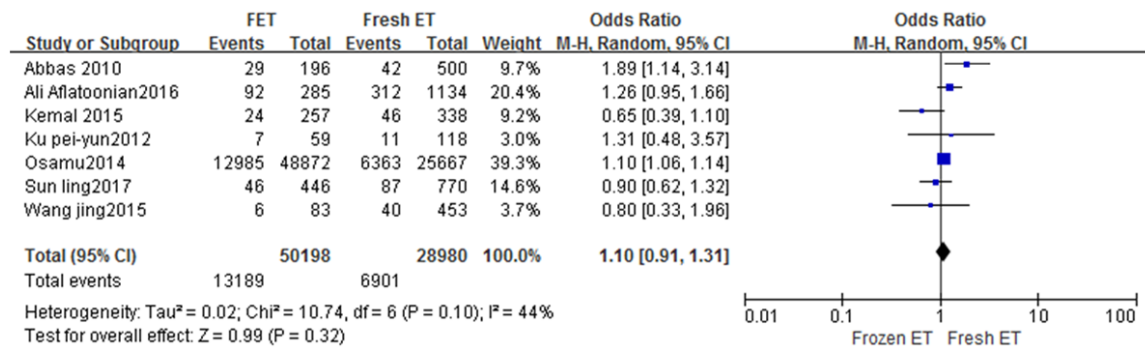 FET Fresh ET Odds Ratio Odds Ratio
Study or Subgroup Events Total Events Total Weight M-H, Random, 95% CI M-H, Random, 95% CI
Abbas 2010 29 196 42 500 9.7% 1.89 [1.14, 3.14]
Ali Aflatoonian2016 92 285 312 1134 20.4% 1.26 [0.95, 1.66]
Kemal 2015 24 257 46 338 9.2% 0.65 [0.39, 1.10]
Ku pei-yun2012 7 59 11 118 3.0% 1.31 [0.48, 3.57]
Osamu2014 12985 48872 6363 25667 39.3% 1.10 [1.06, 1.14]
Sun ling2017 46 446 87 770 14.6% 0.90 [0.62, 1.32]
Wang jing2015 6 83 40 453 3.7% 0.80 [0.33, 1.96]
Total (95% CI) 50198 28980 100.0% 1.10 [0.91, 1.31]
Total events 13189 6901
Heterogeneity: Tau² = 0.02; Chi² = 10.74, df = 6 (P = 0.10); I² = 44%
Test for overall effect: Z = 0.99 (P = 0.32)
0.01 0.1 1 10 100
Frozen ET Fresh ET